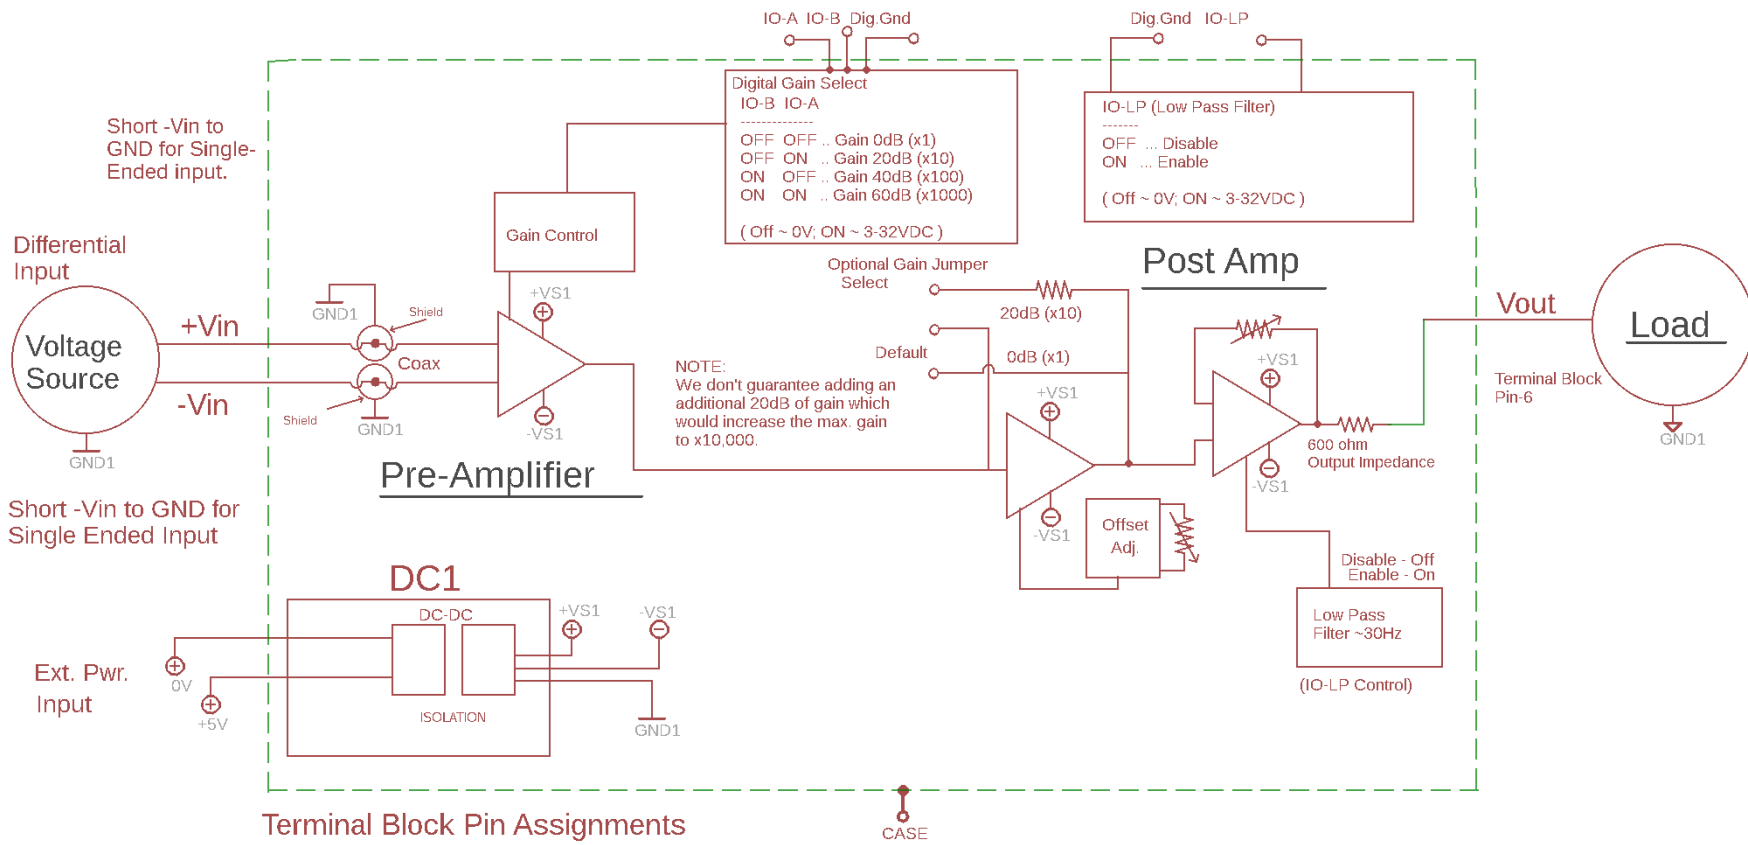 IO-A IO-B Dig.Gnd
Dig.Gnd IO-LP
Digital Gain Select
IO-B IO-A
-------------
OFF OFF .. Gain 0dB (x1)
OFF ON .. Gain 20dB (x10)
ON OFF .. Gain 40dB (x100)
ON ON .. Gain 60dB (x1000)
( Off ~ 0V; ON ~ 3-32VDC )
IO-LP (Low Pass Filter)
------
OFF ... Disable
ON ... Enable
( Off ~ 0V; ON ~ 3-32VDC )
Short -Vin to
GND for Single-
Ended input.
Gain Control
Differential
Input
Voltage
Source
GND1
+Vin
-Vin
GND1
Shield
Coax
Shield
GND1
+VS1
-VS1
Pre-Amplifier
Optional Gain Jumper
Select
20dB (x10)
Default
0dB (x1)
NOTE:
We don't guarantee adding an
additional 20dB of gain which
would increase the max. gain
to x10,000.
+VS1
-VS1
Offset
Adj.
Post Amp
+VS1
-VS1
600 ohm
Output Impedance
Vout
Terminal Block
Pin-6
Load
GND1
Disable - Off
Enable - On
Low Pass
Filter ~30Hz
(IO-LP Control)
Short -Vin to GND for
Single Ended Input
DC1
DC-DC
ISOLATION
+VS1
-VS1
GND1
Ext. Pwr.
Input
0V
+5V
Terminal Block Pin Assignments
CASE